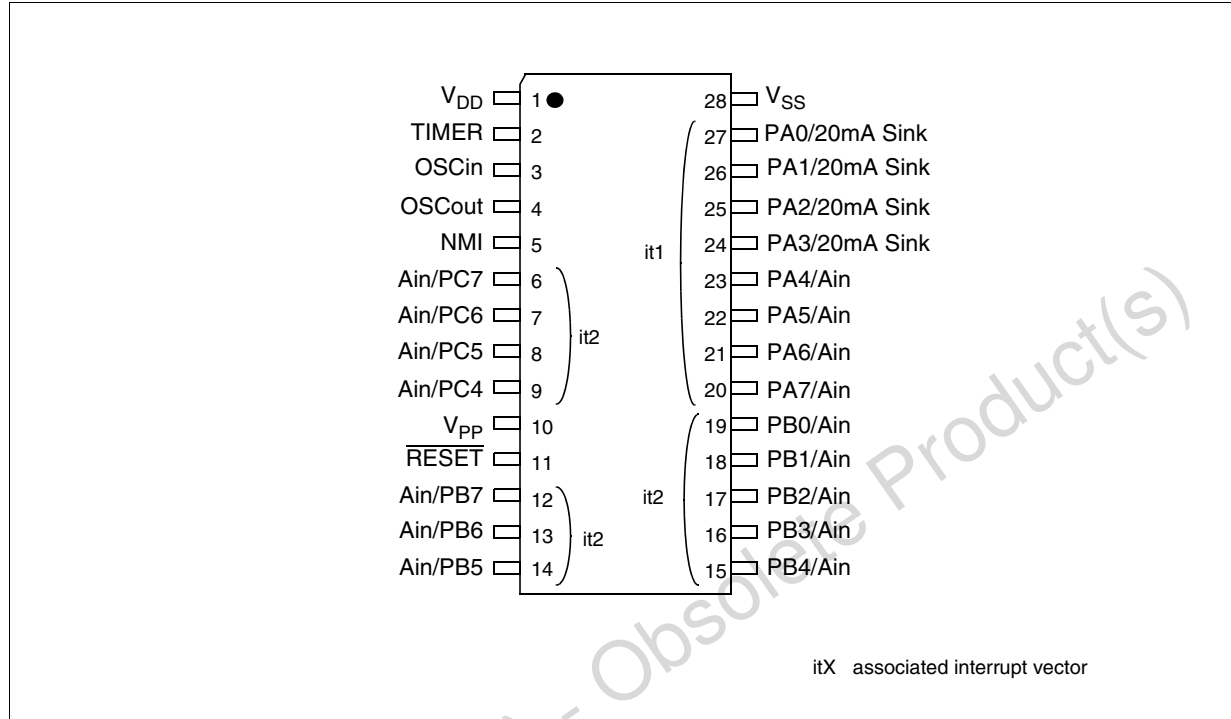 VDD 1 28 VSS
TIMER 2 27 PA0/20mA Sink
OSCin 3 26 PA1/20mA Sink
OSCout 4 25 PA2/20mA Sink
NMI 5 24 PA3/20mA Sink
it1
Ain/PC7 6 23 PA4/Ain
Ain/PC6 7 22 PA5/Ain
it2
Ain/PC5 8 21 PA6/Ain
Ain/PC4 9 20 PA7/Ain
VPP 10 19 PB0/Ain
RESET 11 18 PB1/Ain
Ain/PB7 12 it2 17 PB2/Ain
Ain/PB6 13 it2 16 PB3/Ain
Ain/PB5 14 15 PB4/Ain
itX associated interrupt vector
) - Obsolete Product(s)